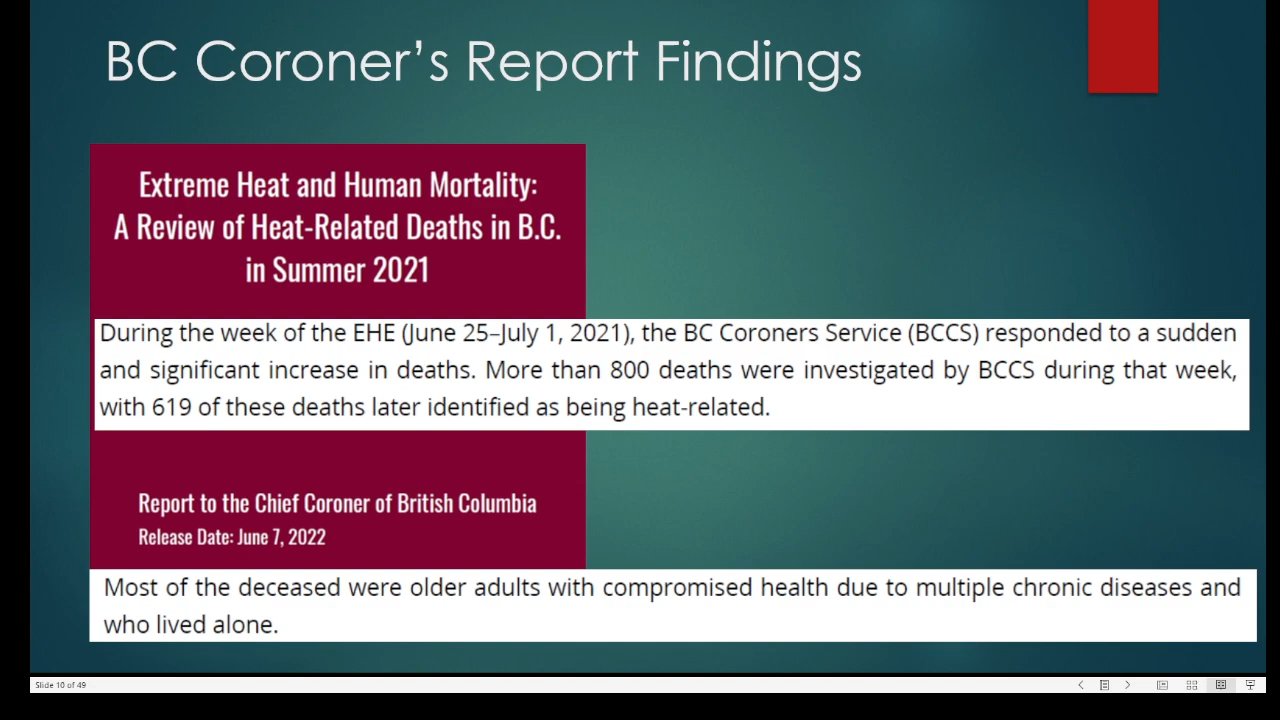 BC Coroner’s Report Findings
Extreme Heat and Human Mortality:
A Review of Heat-Related Deaths in B.C.
in Summer 2021
During the week of the EHE (June 25–July 1, 2021), the BC Coroners Service (BCCS) responded to a sudden
and significant increase in deaths. More than 800 deaths were investigated by BCCS during that week,
with 619 of these deaths later identified as being heat-related.
Report to the Chief Coroner of British Columbia
Release Date: June 7, 2022
Most of the deceased were older adults with compromised health due to multiple chronic diseases and
who lived alone.
Slide 10 of 49